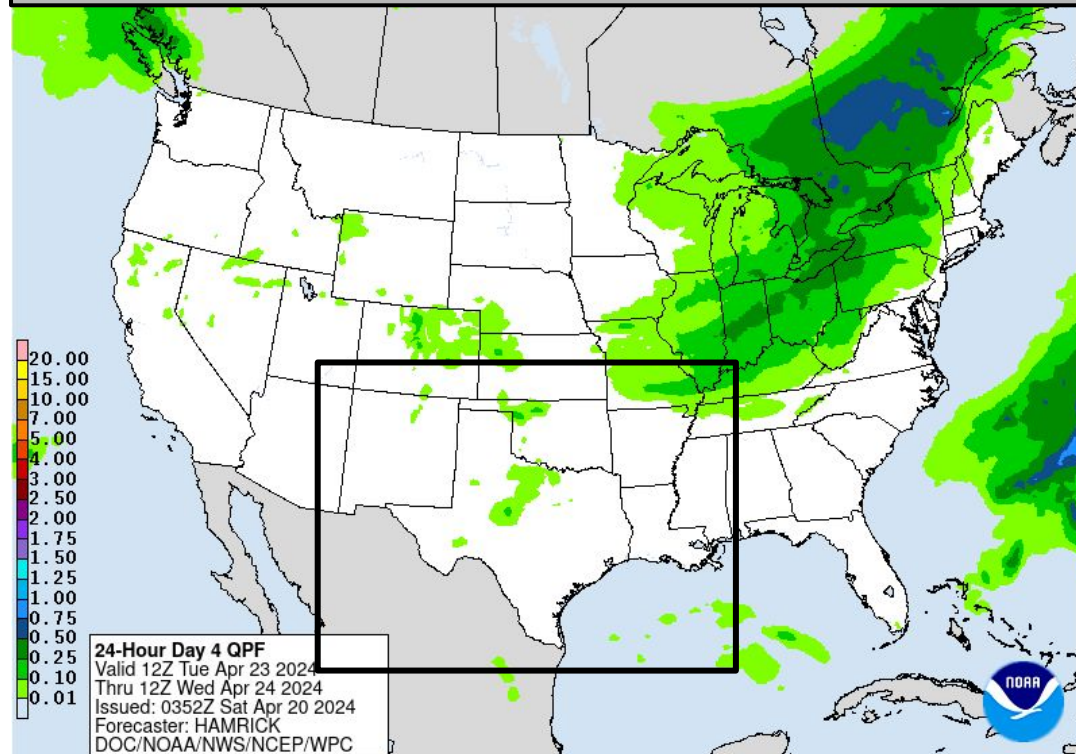 20.00
15.00
10.00
7.00
5.00
4.00
3.00
2.50
2.00
1.75
1.50
1.25
1.00
0.75
0.50
0.25
0.10
0.01
24-Hour Day 4 QPF
Valid 12Z Tue Apr 23 2024
Thru 12Z Wed Apr 24 2024
Issued: 0352Z Sat Apr 20 2024
Forecaster: HAMRICK
DOC/NOAA/NWS/NCEP/WPC
NOAA